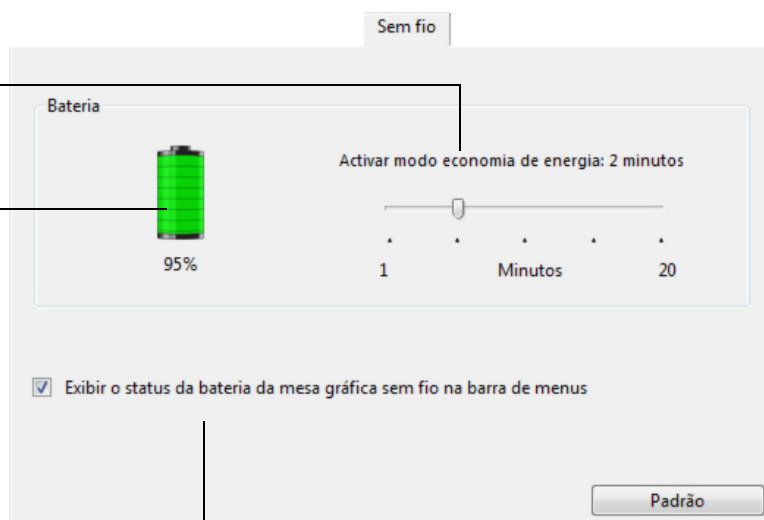 Sem fio
Bateria
Activar modo economia de energia: 2 minutos
95%
1 Minutos 20
Exibir o status da bateria da mesa gráfica sem fio na barra de menus
Padrão